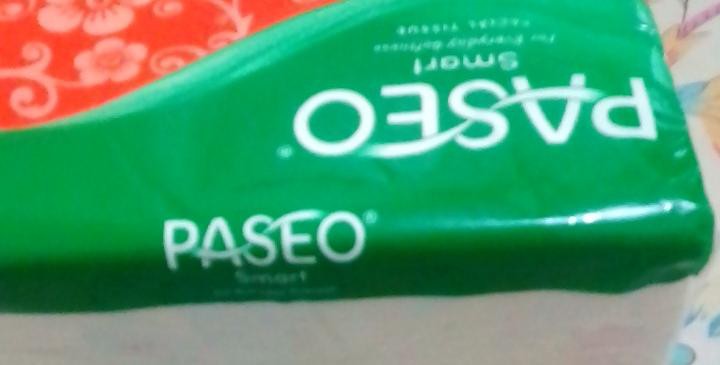 PASEO
Smart
For Everyday Softness
FACIAL TISSUE
PASEO®
Smart